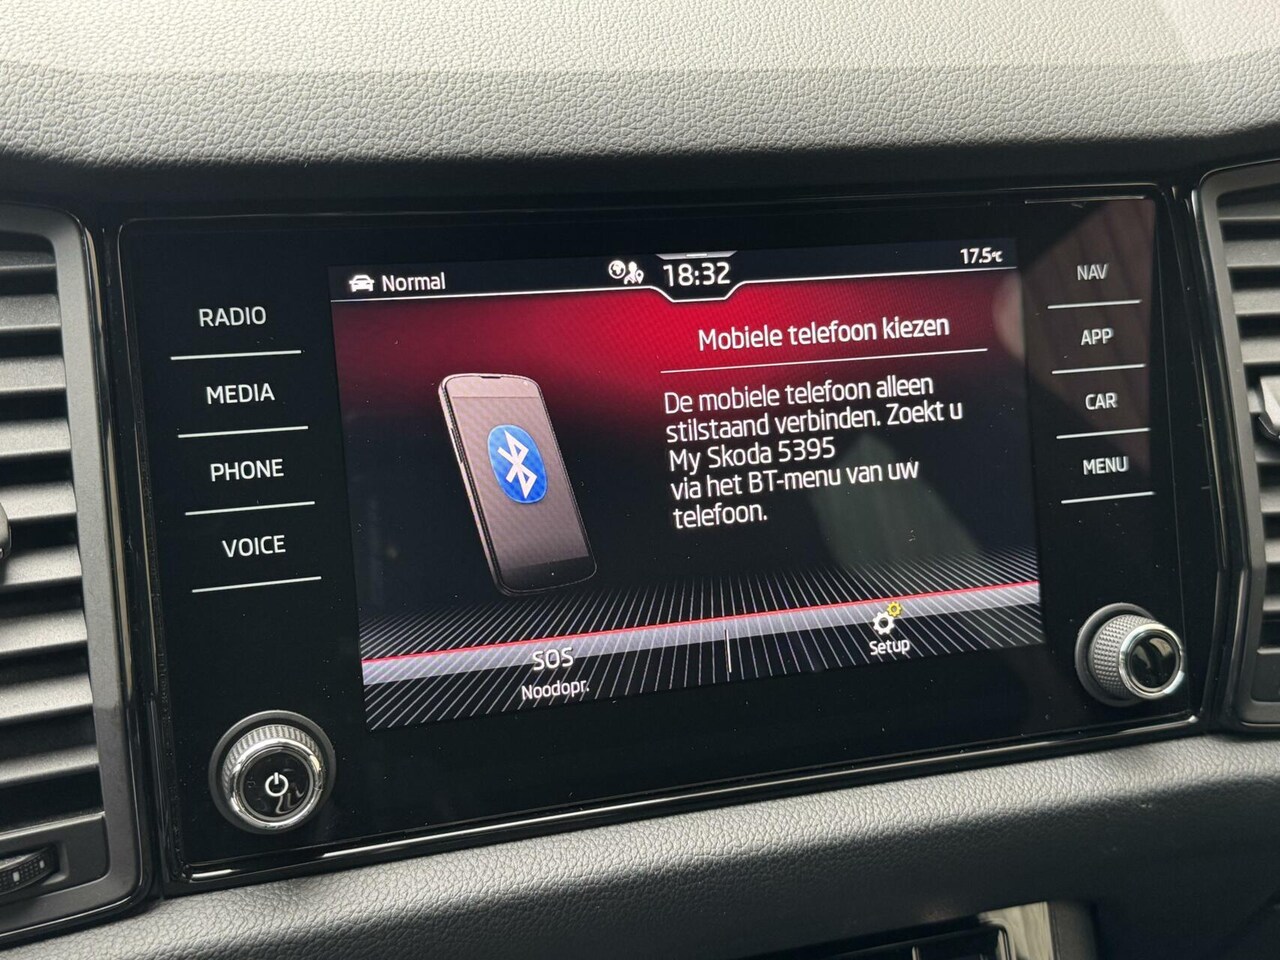 Normal
18:32
17.5°C
RADIO
MEDIA
PHONE
VOICE
Mobiele telefoon kiezen
De mobiele telefoon alleen
stilstaand verbinden. Zoekt u
My Skoda 5395
via het BT-menu van uw
telefoon.
SOS
Noodopr.
Setup
NAV
APP
CAR
MENU